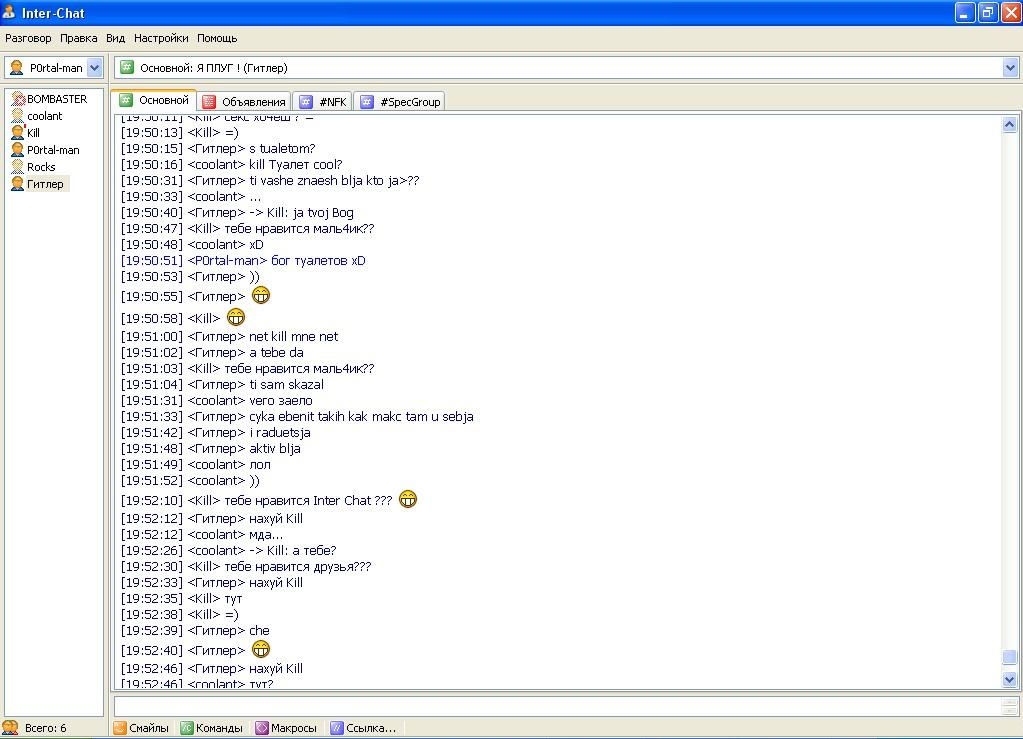 Inter-Chat
Разговор Правка Вид Настройки Помощь
P0rtal-man
Основной: Я ПЛУГ ! (Гитлер)
Основной Объявления #NFK #SpecGroup
BOMBASTER
coolant
Kill
P0rtal-man
Rocks
Гитлер
[19:50:11] <Kill> секс хо4еш ? =
[19:50:13] <Kill> =)
[19:50:15] <Гитлер> s tualetom?
[19:50:16] <coolant> kill Туалет cool?
[19:50:31] <Гитлер> ti vashe znaesh blja kto ja>??
[19:50:33] <coolant> ...
[19:50:40] <Гитлер> -> Kill: ja tvoj Bog
[19:50:47] <Kill> тебе нравится маль4ик??
[19:50:48] <coolant> xD
[19:50:51] <P0rtal-man> бог туалетов xD
[19:50:53] <Гитлер> ))
[19:50:55] <Гитлер>
[19:50:58] <Kill>
[19:51:00] <Гитлер> net kill mne net
[19:51:02] <Гитлер> a tebe da
[19:51:03] <Kill> тебе нравится маль4ик??
[19:51:04] <Гитлер> ti sam skazal
[19:51:31] <coolant> vего заело
[19:51:33] <Гитлер> cyka ebenit takih kak makc tam u sebja
[19:51:42] <Гитлер> i raduetsja
[19:51:48] <Гитлер> aktiv blja
[19:51:49] <coolant> лол
[19:51:52] <coolant> ))
[19:52:10] <Kill> тебе нравится Inter Chat ???
[19:52:12] <Гитлер> нахуй Kill
[19:52:12] <coolant> мда...
[19:52:26] <coolant> -> Kill: а тебе?
[19:52:30] <Kill> тебе нравится друзья???
[19:52:33] <Гитлер> нахуй Kill
[19:52:35] <Kill> тут
[19:52:38] <Kill> =)
[19:52:39] <Гитлер> che
[19:52:40] <Гитлер>
[19:52:46] <Гитлер> нахуй Kill
[19:52:46] <coolant> тут?
Всего: 6 Смайлы Команды Макросы Ссылка...